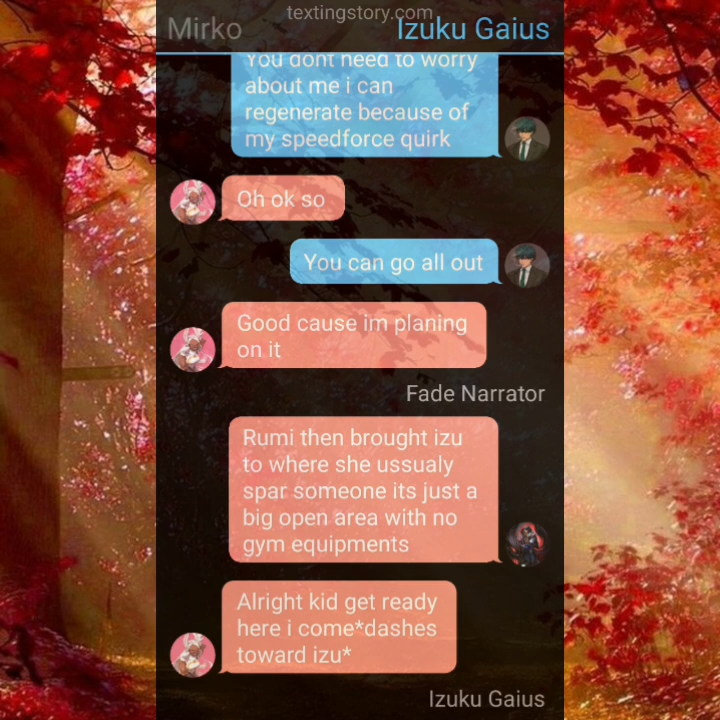 textingstory.com
Mirko
Izuku Gaius
You dont need to worry
about me i can
regenerate because of
my speedforce quirk
Oh ok so
You can go all out
Good cause im planing
on it
Fade Narrator
Rumi then brought izu
to where she ussualy
spar someone its just a
big open area with no
gym equipments
Alright kid get ready
here i come*dashes
toward izu*
Izuku Gaius